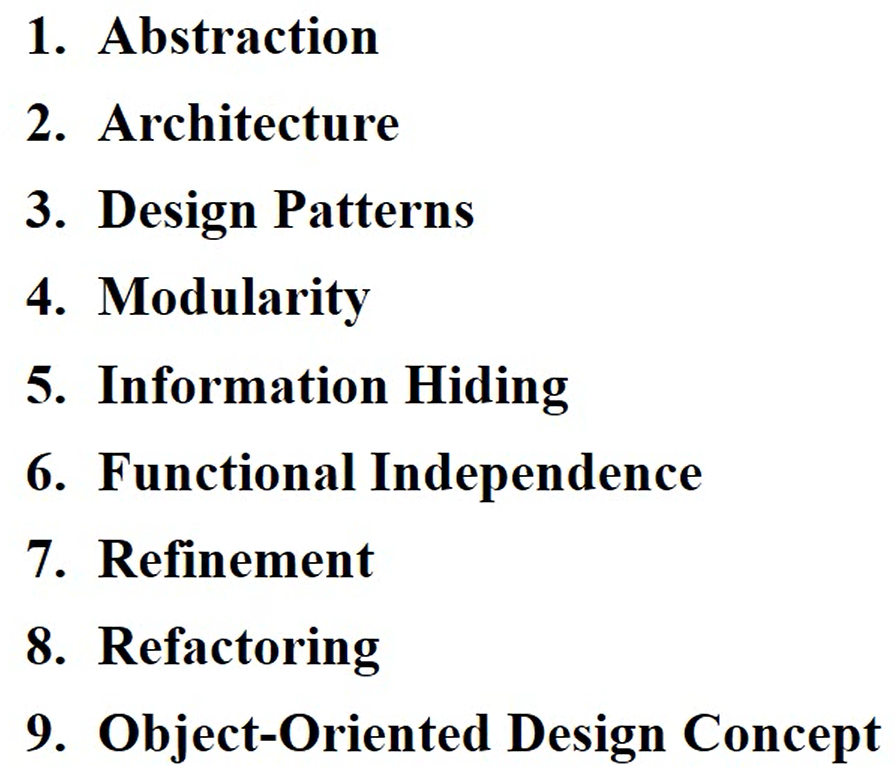 1. Abstraction
2. Architecture
3. Design Patterns
4. Modularity
5. Information Hiding
6. Functional Independence
7. Refinement
8. Refactoring
9. Object-Oriented Design Concept